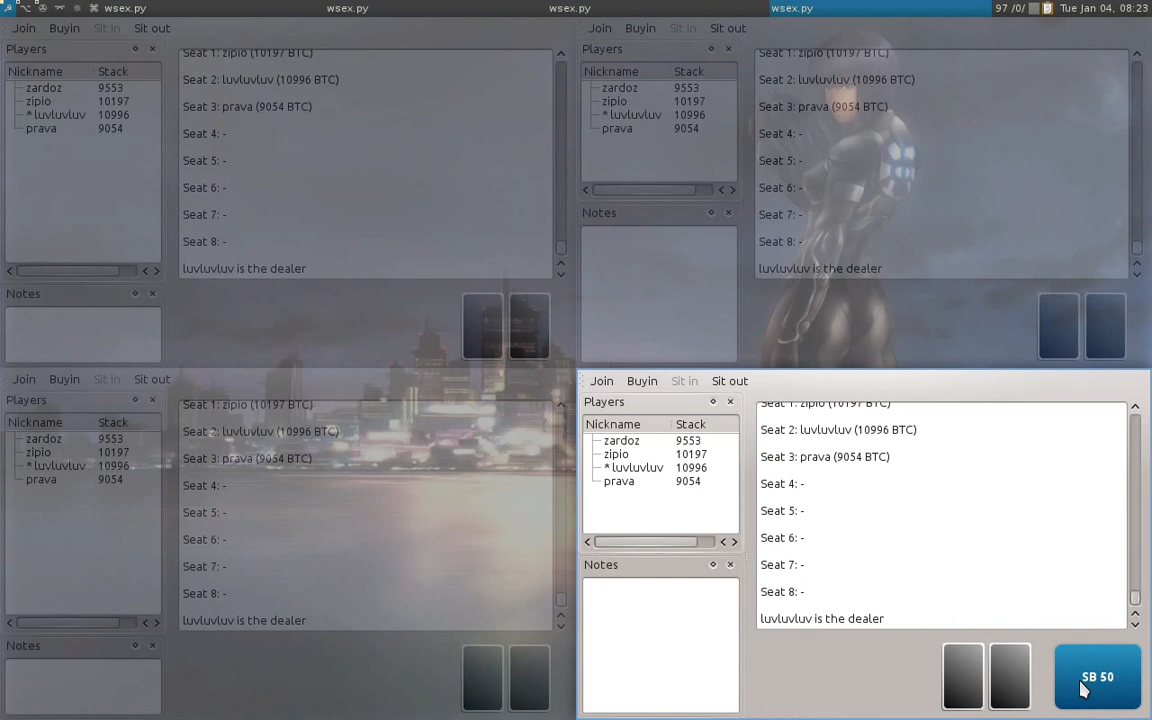 wsex.py wsex.py wsex.py wsex.py 97 /0/ Tue Jan 04, 08:23
Join Buyin Sit in Sit out
Players
Nickname Stack
zardoz 9553
zipio 10197
* luvluvluv 10996
prava 9054
Notes
Seat 1: zipio (10197 BTC)
Seat 2: luvluvluv (10996 BTC)
Seat 3: prava (9054 BTC)
Seat 4: -
Seat 5: -
Seat 6: -
Seat 7: -
Seat 8: -
luvluvluv is the dealer
Join Buyin Sit in Sit out
Players
Nickname Stack
zardoz 9553
zipio 10197
* luvluvluv 10996
prava 9054
Notes
Seat 1: zipio (10197 BTC)
Seat 2: luvluvluv (10996 BTC)
Seat 3: prava (9054 BTC)
Seat 4: -
Seat 5: -
Seat 6: -
Seat 7: -
Seat 8: -
luvluvluv is the dealer
Join Buyin Sit in Sit out
Players
Nickname Stack
zardoz 9553
zipio 10197
* luvluvluv 10996
prava 9054
Notes
Seat 1: zipio (10197 BTC)
Seat 2: luvluvluv (10996 BTC)
Seat 3: prava (9054 BTC)
Seat 4: -
Seat 5: -
Seat 6: -
Seat 7: -
Seat 8: -
luvluvluv is the dealer
Join Buyin Sit in Sit out
Players
Nickname Stack
zardoz 9553
zipio 10197
* luvluvluv 10996
prava 9054
Notes
Seat 1: zipio (10197 BTC)
Seat 2: luvluvluv (10996 BTC)
Seat 3: prava (9054 BTC)
Seat 4: -
Seat 5: -
Seat 6: -
Seat 7: -
Seat 8: -
luvluvluv is the dealer
SB 50